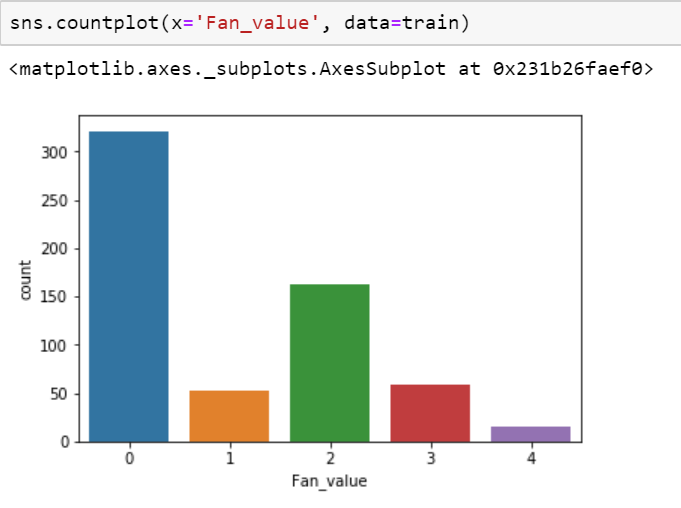 sns.countplot(x='Fan_value', data=train)
<matplotlib.axes._subplots.AxesSubplot at 0x231b26faef0>
300
250
200
150
100
50
0
count
0 1 2 3 4
Fan_value